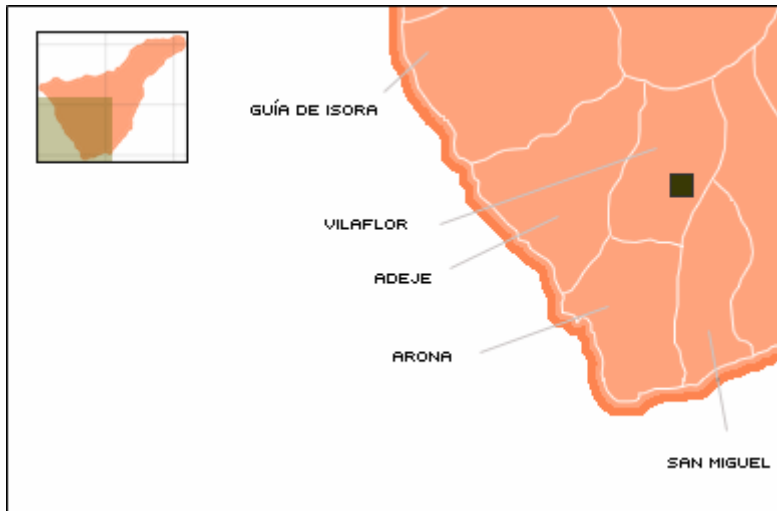 GUÍA DE ISORA
VILAFLOR
ADEJE
ARONA
SAN MIGUEL